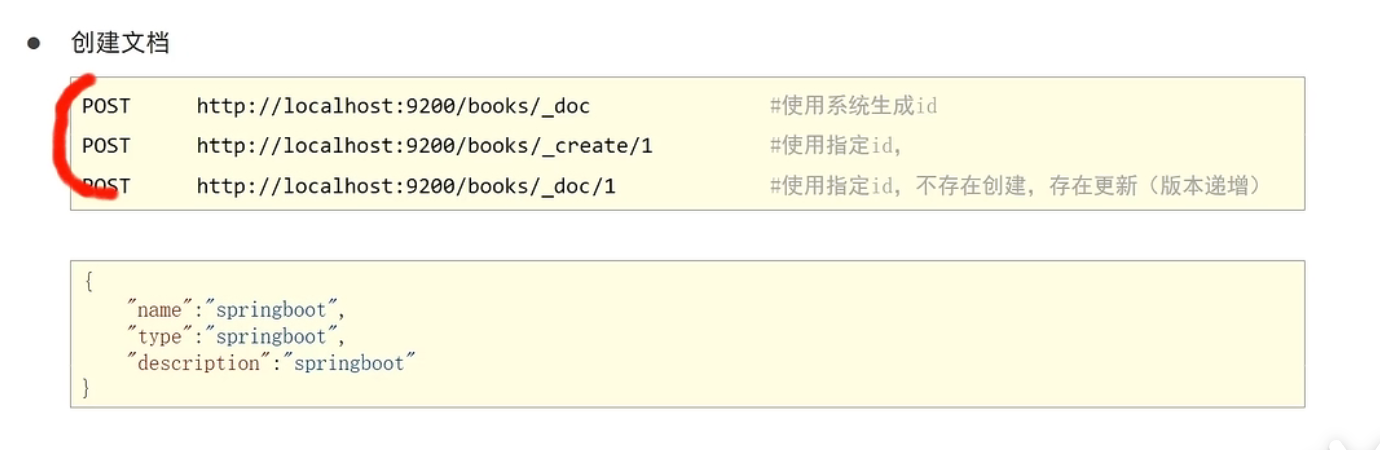 创建文档
POST http://localhost:9200/books/_doc #使用系统生成id
POST http://localhost:9200/books/_create/1 #使用指定id,
POST http://localhost:9200/books/_doc/1 #使用指定id, 不存在创建, 存在更新（版本递增）
{
"name":"springboot",
"type":"springboot",
"description":"springboot"
}